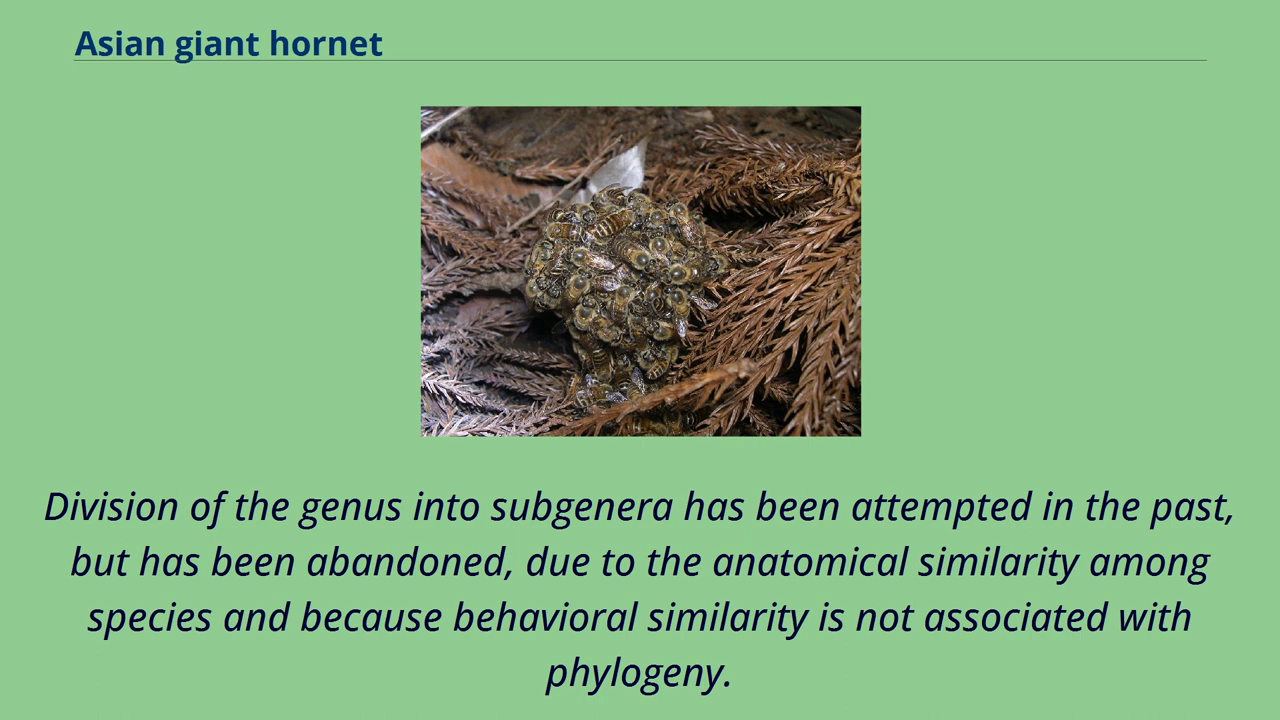 Asian giant hornet
Division of the genus into subgenera has been attempted in the past,
but has been abandoned, due to the anatomical similarity among
species and because behavioral similarity is not associated with
phylogeny.